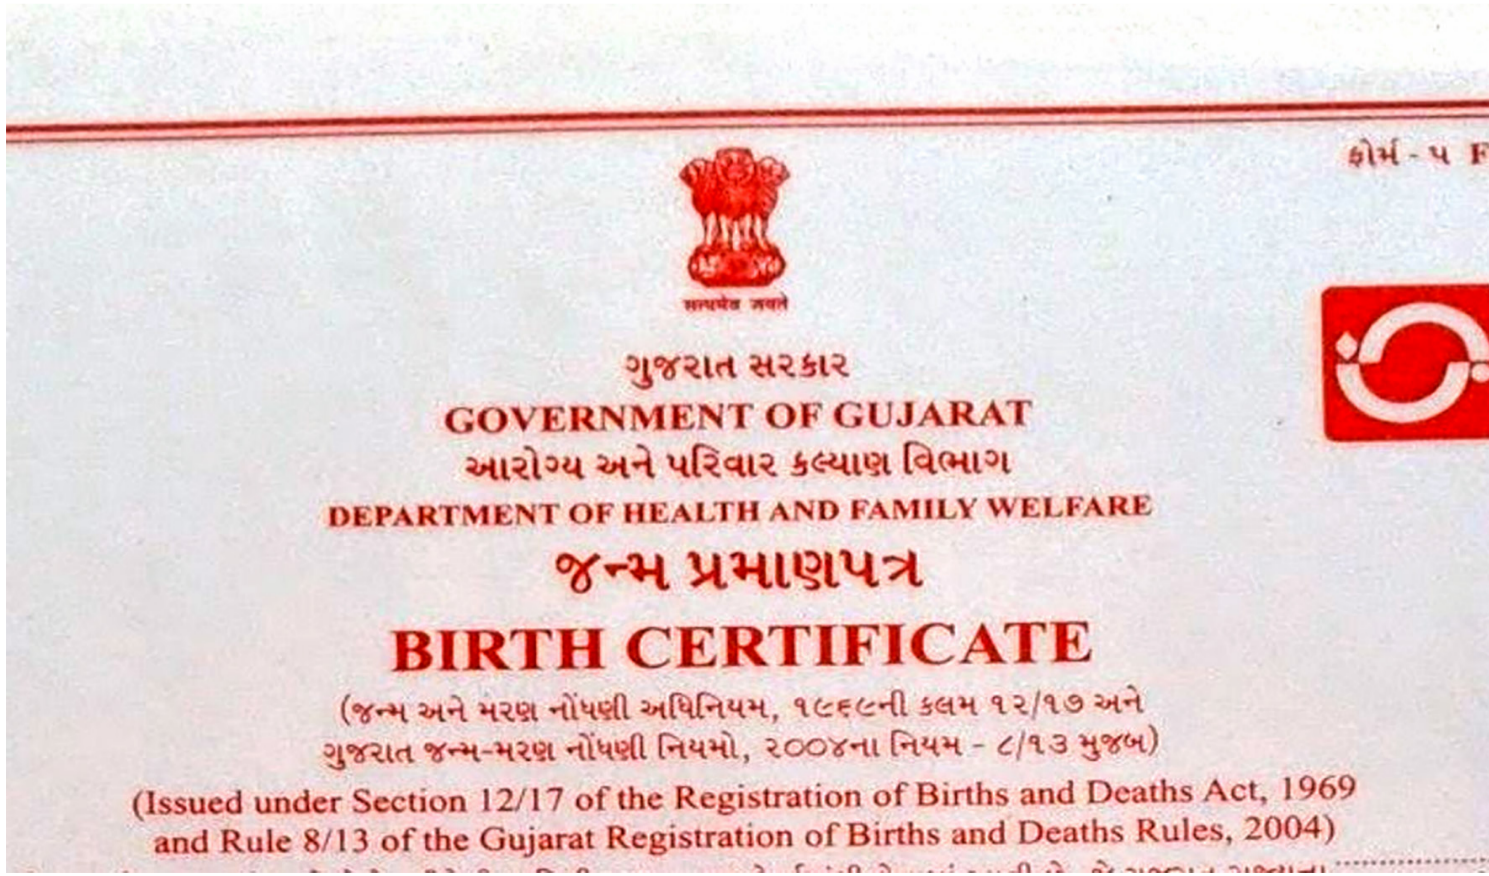 ફોર્મ - ૫ F
सत्यमेव जयते
ગુજરાત સરકાર
GOVERNMENT OF GUJARAT
આરોગ્ય અને પરિવાર કલ્યાણ વિભાગ
DEPARTMENT OF HEALTH AND FAMILY WELFARE
જન્મ પ્રમાણપત્ર
BIRTH CERTIFICATE
(જન્મ અને મરણ નોંધણી અધિનિયમ, ૧૯૬૯ની કલમ ૧૨/૧૭ અને
ગુજરાત જન્મ-મરણ નોંધણી નિયમો, ૨૦૦૪ના નિયમ - ૮/૧૩ મુજબ)
(Issued under Section 12/17 of the Registration of Births and Deaths Act, 1969
and Rule 8/13 of the Gujarat Registration of Births and Deaths Rules, 2004)